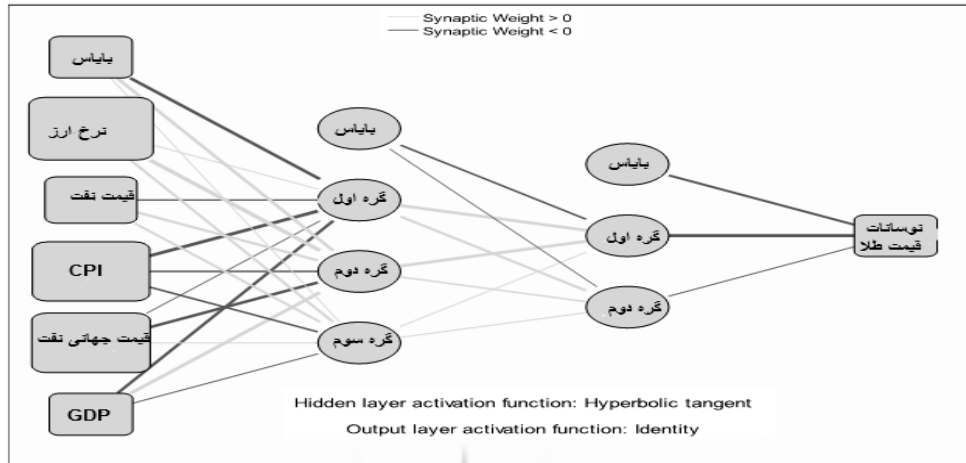 Synaptic Weight > 0
Synaptic Weight < 0
بایاس
نرخ ارز
قیمت نفت
CPI
قیمت جهانی نفت
GDP
بایاس
گره اول
گره دوم
گره سوم
بایاس
گره اول
گره دوم
نوسانات
قیمت طلا
Hidden layer activation function: Hyperbolic tangent
Output layer activation function: Identity